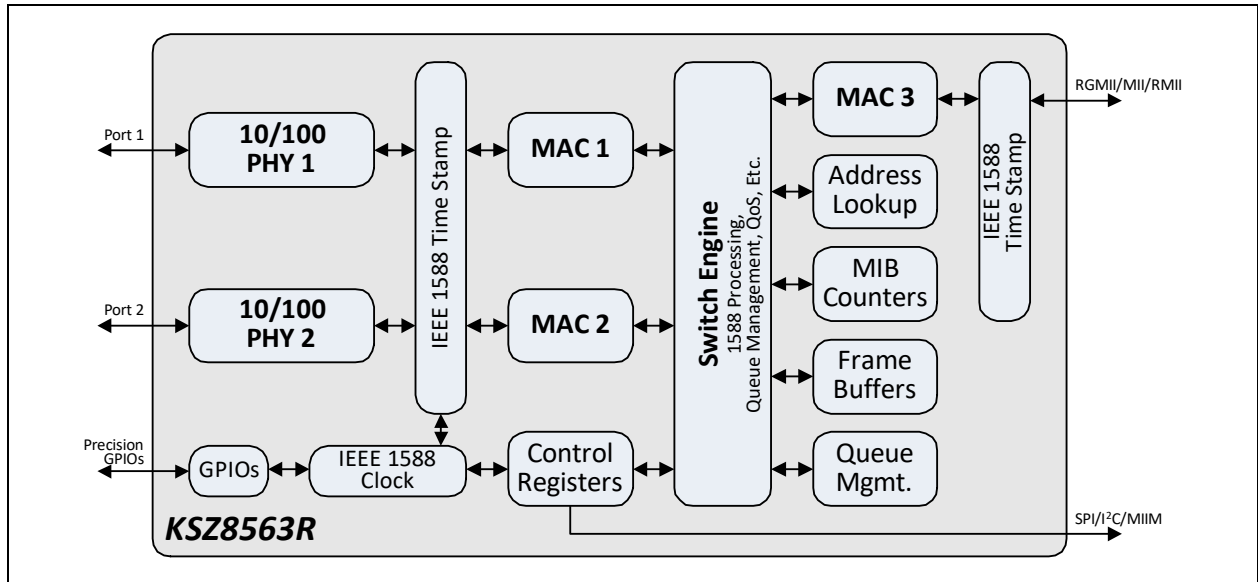 Port 1
10/100
PHY 1
IEEE 1588 Time Stamp
MAC 1
Switch Engine
1588 Processing,
Queue Management, QoS, Etc.
MAC 3
IEEE 1588
Time Stamp
RGMII/MII/RMII
Address
Lookup
Port 2
10/100
PHY 2
MAC 2
MIB
Counters
Frame
Buffers
Precision
GPIOs
GPIOs
IEEE 1588
Clock
Control
Registers
Queue
Mgmt.
KSZ8563R
SPI/I²C/MIIM